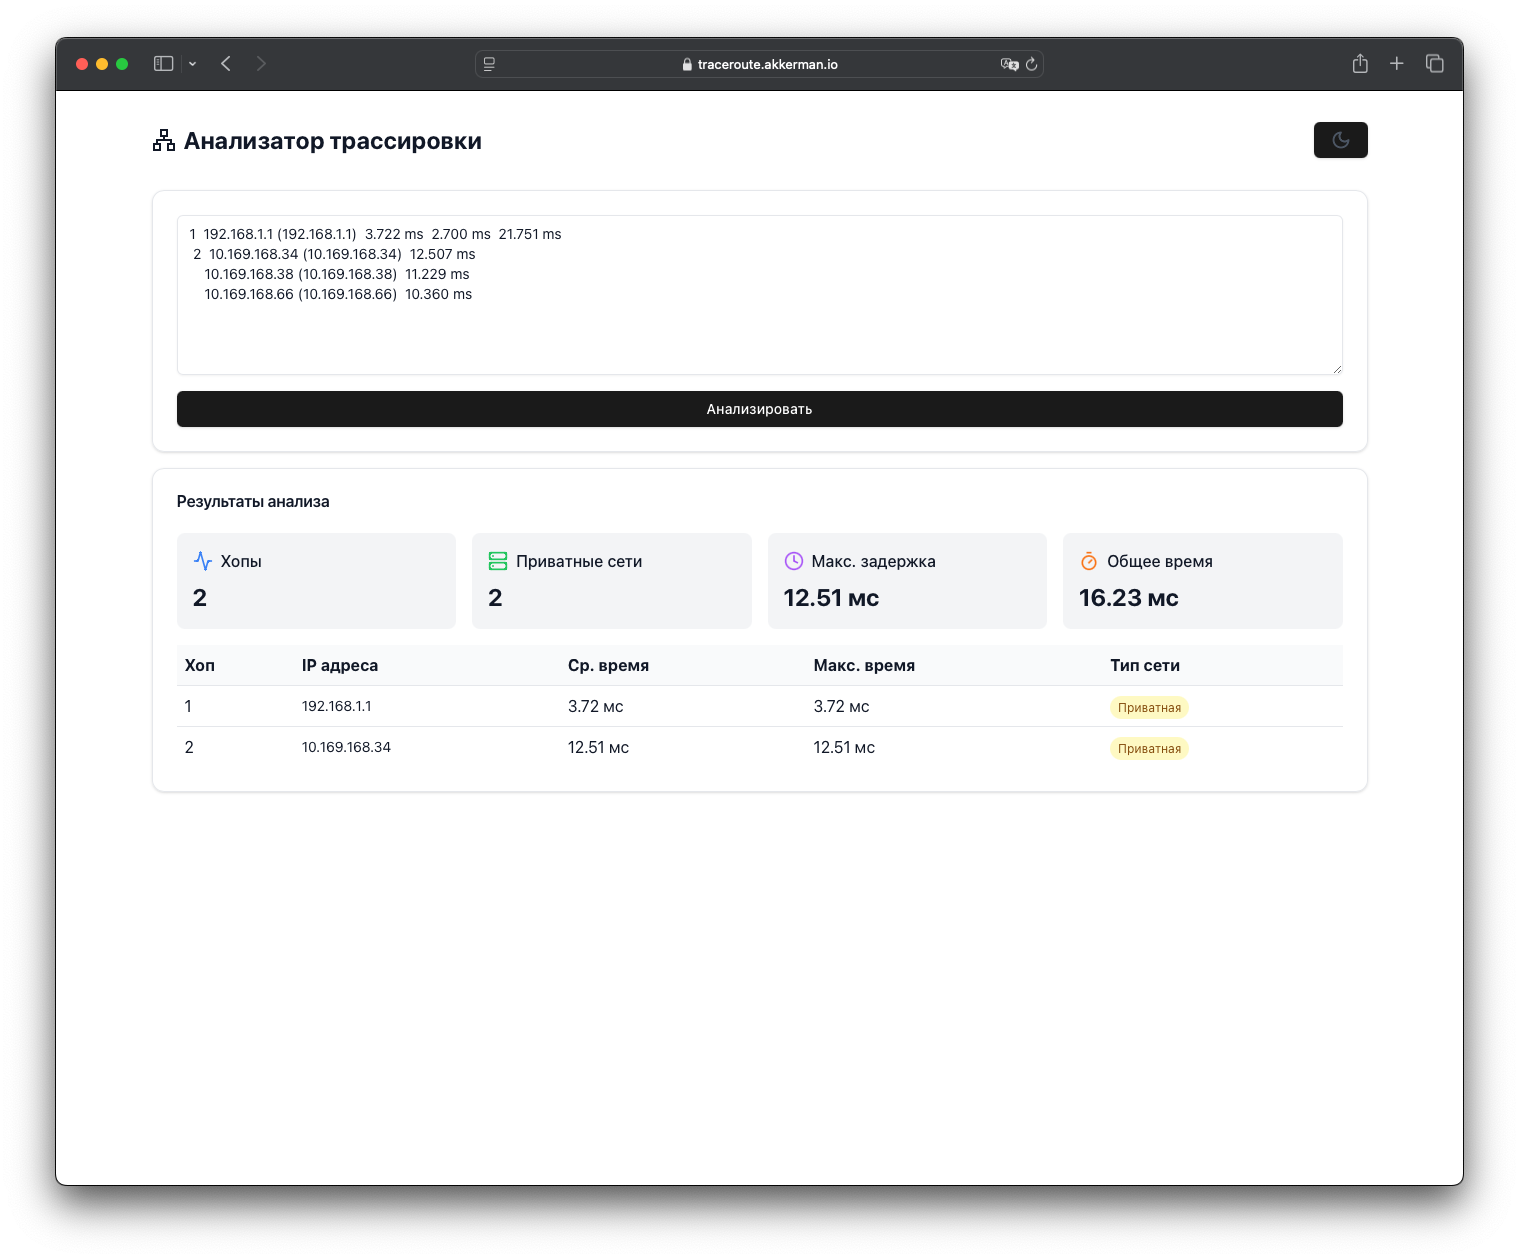 traceroute.akkerman.io
Анализатор трассировки
1 192.168.1.1 (192.168.1.1) 3.722 ms 2.700 ms 21.751 ms
2 10.169.168.34 (10.169.168.34) 12.507 ms
10.169.168.38 (10.169.168.38) 11.229 ms
10.169.168.66 (10.169.168.66) 10.360 ms
Анализировать
Результаты анализа
Хопы
2
Приватные сети
2
Макс. задержка
12.51 мс
Общее время
16.23 мс
Хоп IP адреса Ср. время Макс. время Тип сети
1 192.168.1.1 3.72 мс 3.72 мс Приватная
2 10.169.168.34 12.51 мс 12.51 мс Приватная